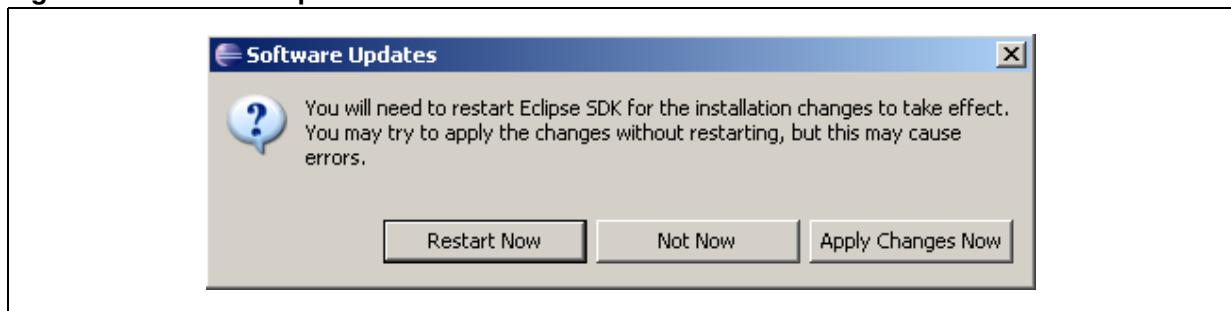 Software Updates
You will need to restart Eclipse SDK for the installation changes to take effect.
You may try to apply the changes without restarting, but this may cause
errors.
Restart Now Not Now Apply Changes Now